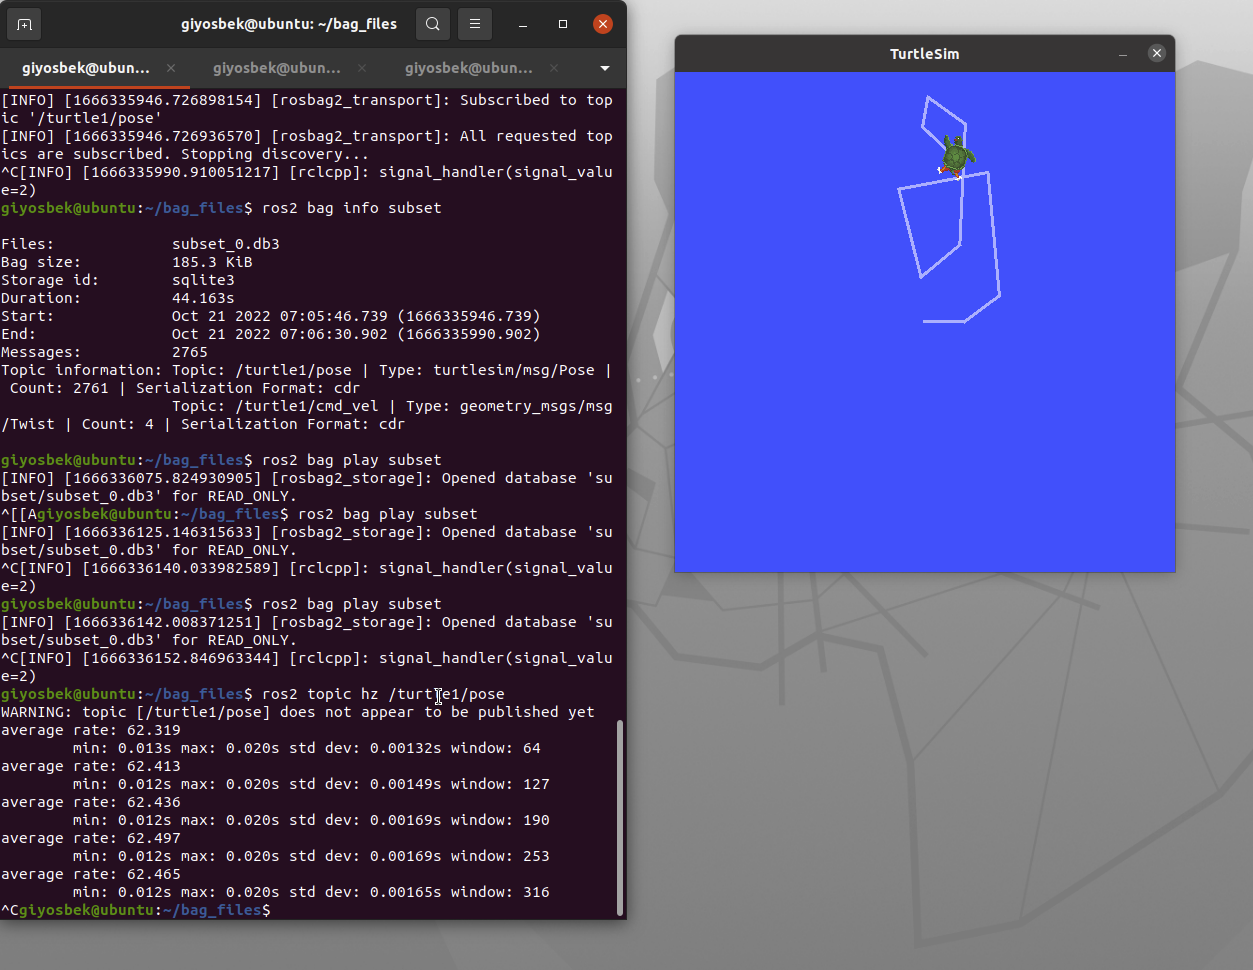 giyosbek@ubuntu: ~/bag_files
giyosbek@ubun...
giyosbek@ubun...
giyosbek@ubun...
[INFO] [1666335946.726898154] [rosbag2_transport]: Subscribed to top
ic '/turtle1/pose'
[INFO] [1666335946.726936570] [rosbag2_transport]: All requested top
ics are subscribed. Stopping discovery...
^C[INFO] [1666335990.910051217] [rclcpp]: signal_handler(signal_valu
e=2)
giyosbek@ubuntu:~/bag_files$ ros2 bag info subset
Files:             subset_0.db3
Bag size:          185.3 KiB
Storage id:        sqlite3
Duration:          44.163s
Start:             Oct 21 2022 07:05:46.739 (1666335946.739)
End:               Oct 21 2022 07:06:30.902 (1666335990.902)
Messages:          2765
Topic information: Topic: /turtle1/pose | Type: turtlesim/msg/Pose |
Count: 2761 | Serialization Format: cdr
Topic: /turtle1/cmd_vel | Type: geometry_msgs/msg
/Twist | Count: 4 | Serialization Format: cdr
giyosbek@ubuntu:~/bag_files$ ros2 bag play subset
[INFO] [1666336075.824930905] [rosbag2_storage]: Opened database 'su
bset/subset_0.db3' for READ_ONLY.
^[[Agiyosbek@ubuntu:~/bag_files$ ros2 bag play subset
[INFO] [1666336125.146315633] [rosbag2_storage]: Opened database 'su
bset/subset_0.db3' for READ_ONLY.
^C[INFO] [1666336140.033982589] [rclcpp]: signal_handler(signal_valu
e=2)
giyosbek@ubuntu:~/bag_files$ ros2 bag play subset
[INFO] [1666336142.008371251] [rosbag2_storage]: Opened database 'su
bset/subset_0.db3' for READ_ONLY.
^C[INFO] [1666336152.846963344] [rclcpp]: signal_handler(signal_valu
e=2)
giyosbek@ubuntu:~/bag_files$ ros2 topic hz /turtle1/pose
WARNING: topic [/turtle1/pose] does not appear to be published yet
average rate: 62.319
min: 0.013s max: 0.020s std dev: 0.00132s window: 64
average rate: 62.413
min: 0.012s max: 0.020s std dev: 0.00149s window: 127
average rate: 62.436
min: 0.012s max: 0.020s std dev: 0.00169s window: 190
average rate: 62.497
min: 0.012s max: 0.020s std dev: 0.00169s window: 253
average rate: 62.465
min: 0.012s max: 0.020s std dev: 0.00165s window: 316
^Cgiyosbek@ubuntu:~/bag_files$
TurtleSim